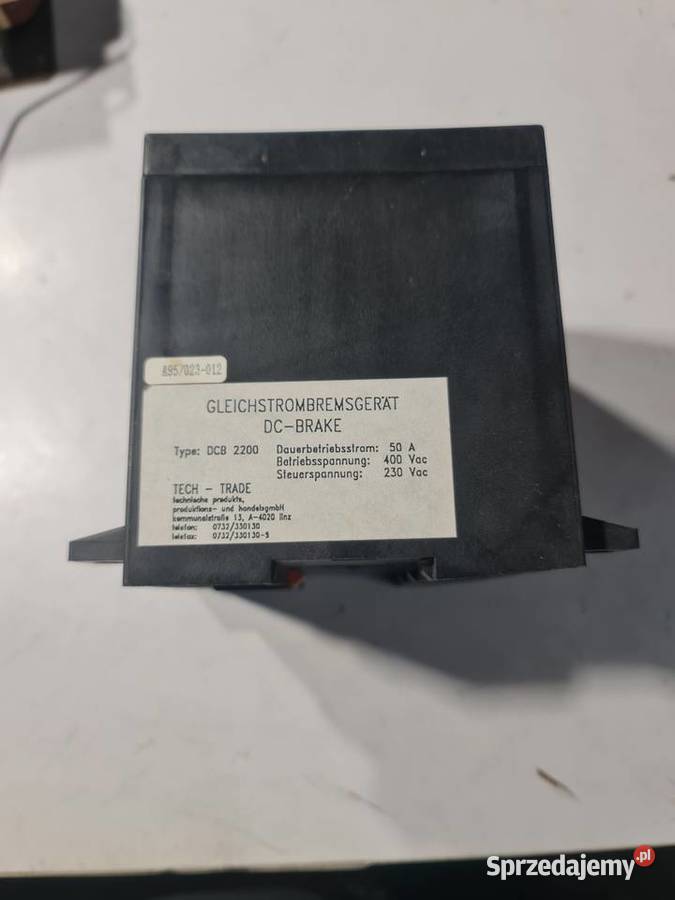 A95/023-012
GLEICHSTROMBREMSGERÄT
DC-BRAKE
Type: DCB 2200 Dauerbetriebsstrom: 50 A
Betriebsspannung: 400 Vac
Steuerspannung: 230 Vac
TECH - TRADE
technische produkte,
produktions- und handelsgmbH
kommunalstraße 13, A-4020 linz
telefon: 0732/330130
telefax: 0732/330130-5
Sprzedajemy.pl